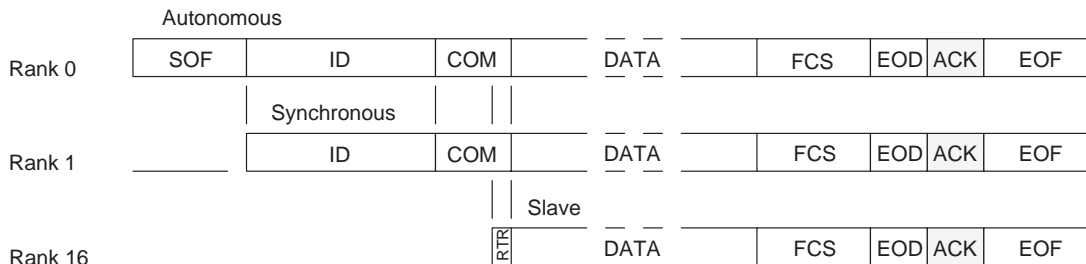 Autonomous
Rank 0 SOF ID COM DATA FCS EOD ACK EOF
Synchronous
Rank 1 ID COM DATA FCS EOD ACK EOF
Slave
Rank 16 RTR DATA FCS EOD ACK EOF